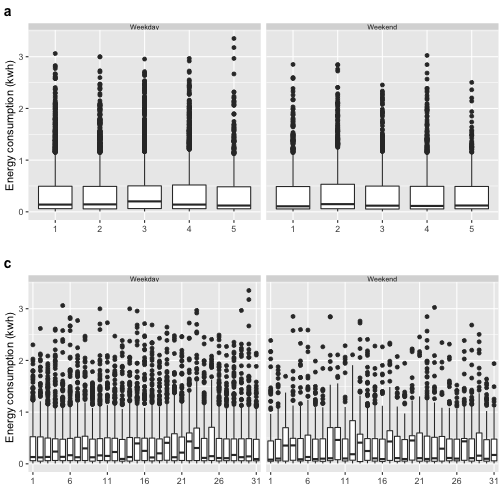 a
Weekday Weekend
Energy consumption (kwh)
3
2
1
0
1 2 3 4 5 1 2 3 4 5
c
Weekday Weekend
Energy consumption (kwh)
3
2
1
0
1 6 11 16 21 26 31 1 6 11 16 21 26 31